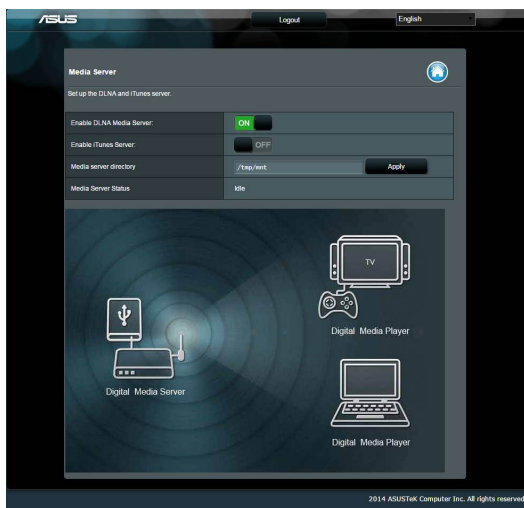 ASUS
Logout
English
Media Server
Set up the DLNA and iTunes server.
Enable DLNA Media Server:
ON
Enable iTunes Server:
OFF
Media server directory
/tmp/mnt
Apply
Media Server Status
Idle
TV
Digital Media Player
Digital Media Server
Digital Media Player
2014 ASUSTeK Computer Inc. All rights reserved